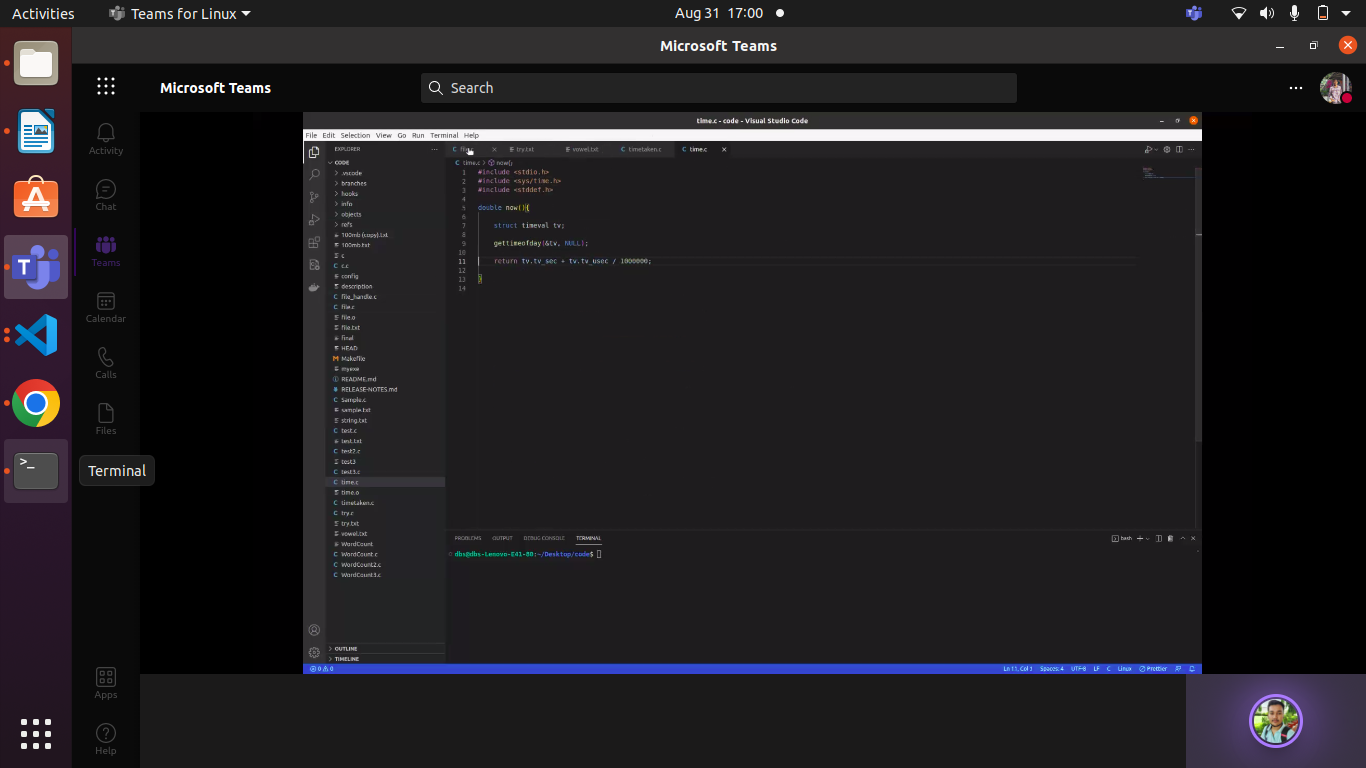 Activities
Teams for Linux
Aug 31 17:00
Microsoft Teams
Microsoft Teams
Search
Activity
Chat
Teams
Calendar
Calls
Files
Terminal
Apps
Help
time.c - code - Visual Studio Code
File Edit Selection View Go Run Terminal Help
EXPLORER
CODE
.vscode
branches
hooks
info
objects
refs
100mb (copy).txt
100mb.txt
c
c.c
config
description
file_handle.c
file.c
file.o
file.txt
final
HEAD
Makefile
myexe
README.md
RELEASE-NOTES.md
Sample.c
sample.txt
string.txt
test.c
test.txt
test2.c
test3
test3.c
time.c
time.o
timetaken.c
try.c
try.txt
vowel.txt
WordCount
WordCount.c
WordCount2.c
WordCount3.c
OUTLINE
TIMELINE
try.txt vowel.txt timetaken.c time.c
time.c > now()
1 #include <stdio.h>
2 #include <sys/time.h>
3 #include <stddef.h>
4
5 double now(){
6
7 struct timeval tv;
8
9 gettimeofday(&tv, NULL);
10
11 return tv.tv_sec + tv.tv_usec / 1000000;
12
13 }
14
PROBLEMS OUTPUT DEBUG CONSOLE TERMINAL
bash
dbs@dbs-Lenovo-E41-80:~/Desktop/code$
0 0
Ln 11, Col 1 Spaces: 4 UTF-8 LF C Linux Prettier